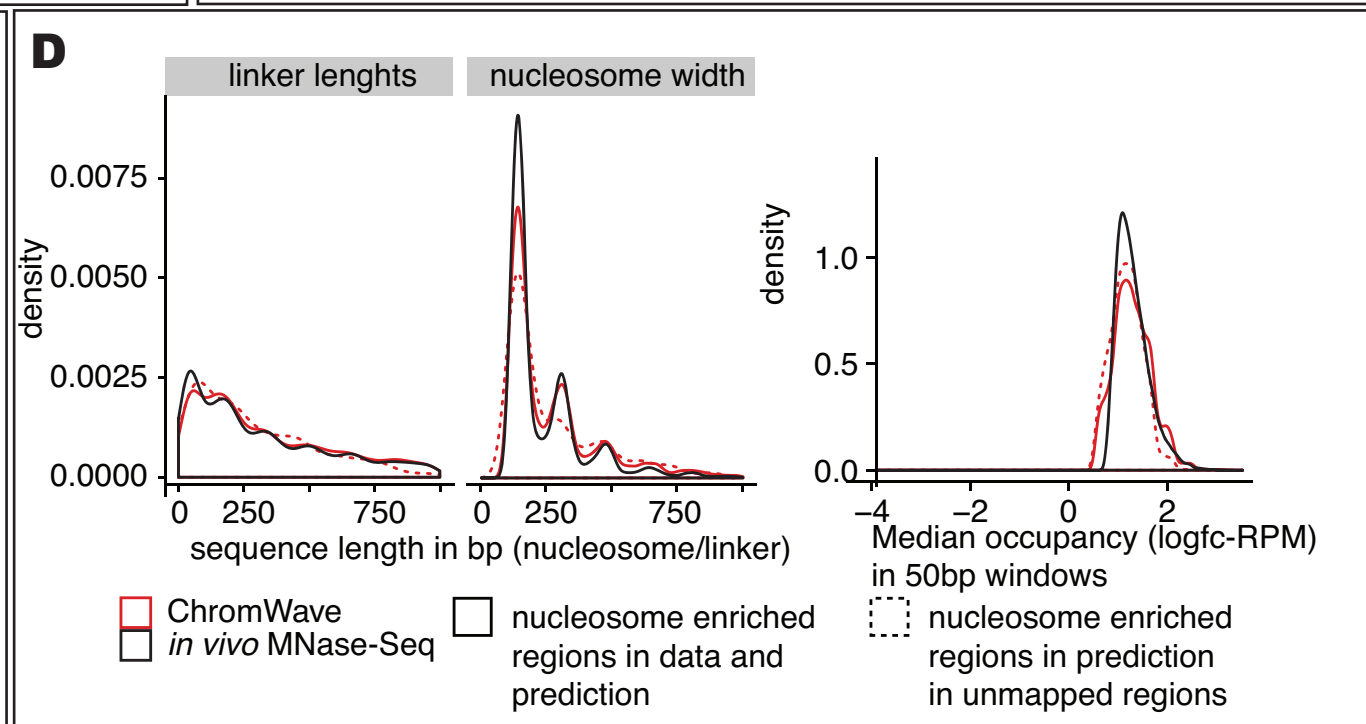 D
linker lenghts
nucleosome width
density
0.0075
0.0050
0.0025
0.0000
0 250 750
0 250 750
sequence length in bp (nucleosome/linker)
density
1.0
0.5
0.0
−4 −2 0 2
Median occupancy (logfc-RPM)
in 50bp windows
ChromWave
in vivo MNase-Seq
nucleosome enriched
regions in data and
prediction
nucleosome enriched
regions in prediction
in unmapped regions